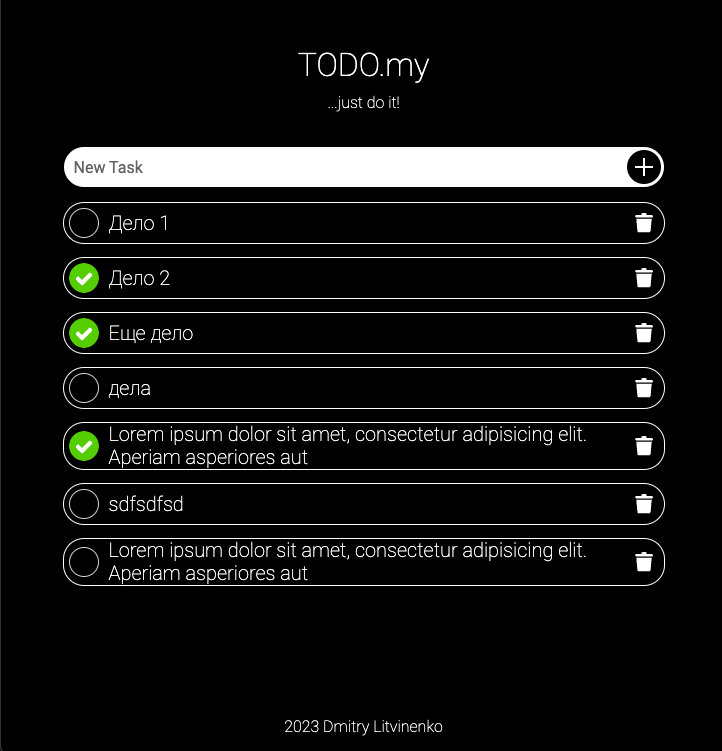 TODO.my
...just do it!
New Task
Дело 1
Дело 2
Еще дело
дела
Lorem ipsum dolor sit amet, consectetur adipisicing elit.
Aperiam asperiores aut
sdfsdfsd
Lorem ipsum dolor sit amet, consectetur adipisicing elit.
Aperiam asperiores aut
2023 Dmitry Litvinenko